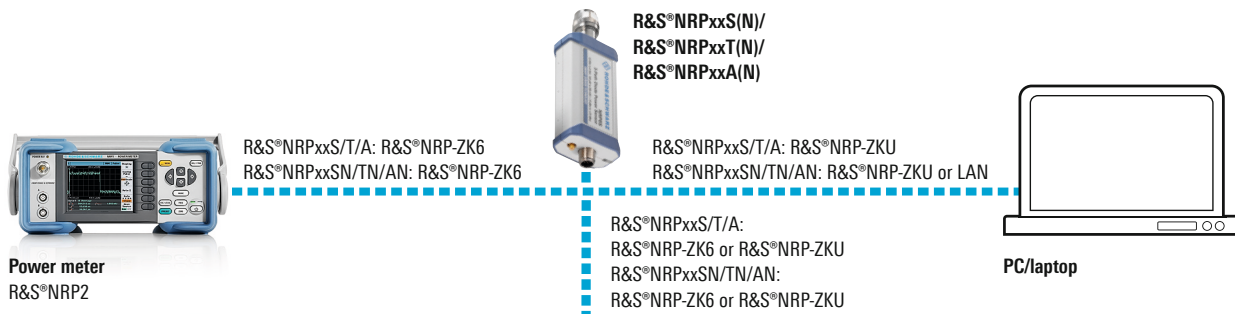 R&S®NRPxxS(N)/
R&S®NRPxxT(N)/
R&S®NRPxxA(N)
R&S®NRPxxS/T/A: R&S®NRP-ZK6
R&S®NRPxxSN/TN/AN: R&S®NRP-ZK6
R&S®NRPxxS/T/A: R&S®NRP-ZKU
R&S®NRPxxSN/TN/AN: R&S®NRP-ZKU or LAN
R&S®NRPxxS/T/A:
R&S®NRP-ZK6 or R&S®NRP-ZKU
R&S®NRPxxSN/TN/AN:
R&S®NRP-ZK6 or R&S®NRP-ZKU
Power meter
R&S®NRP2
PC/laptop
ROHDE&SCHWARZ